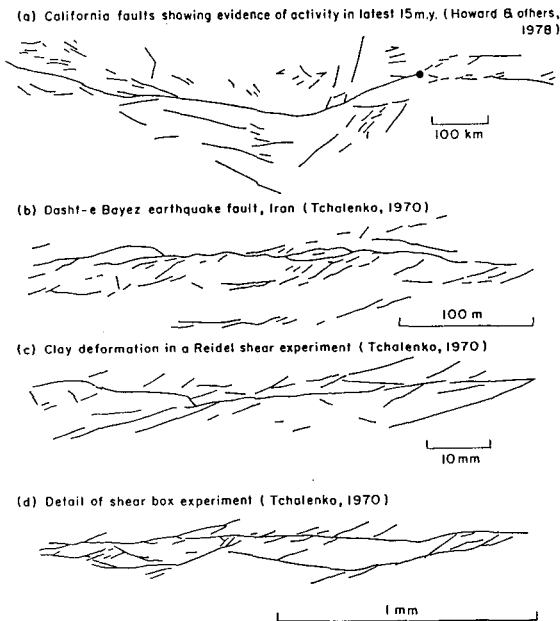 (a) California faults showing evidence of activity in latest 15 m.y. (Howard & others,
1978)
100 km
(b) Dasht-e Bayez earthquake fault, Iran (Tchalenko, 1970)
100 m
(c) Clay deformation in a Reidel shear experiment (Tchalenko, 1970)
10 mm
(d) Detail of shear box experiment (Tchalenko, 1970)
1 mm